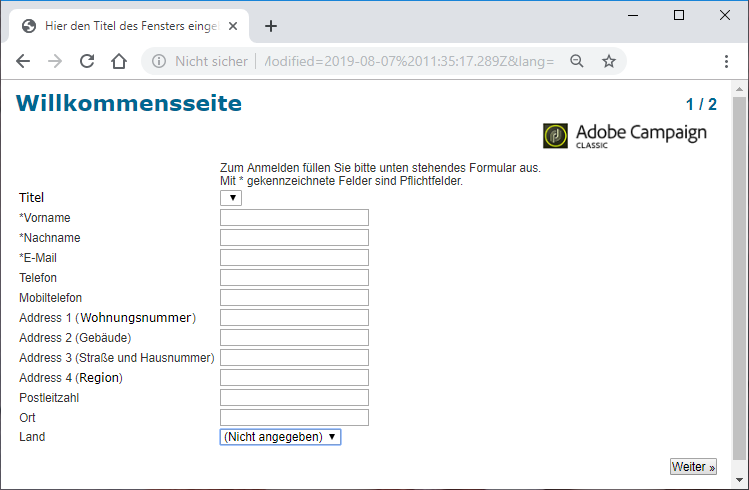 Hier den Titel des Fensters einge
Nicht sicher
Modified=2019-08-07%2011:35:17.289Z&lang=
Willkommensseite
1 / 2
Adobe Campaign
CLASSIC
Zum Anmelden füllen Sie bitte unten stehendes Formular aus.
Mit * gekennzeichnete Felder sind Pflichtfelder.
Titel
*Vorname
*Nachname
*E-Mail
Telefon
Mobiltelefon
Address 1 (Wohnungsnummer)
Address 2 (Gebäude)
Address 3 (Straße und Hausnummer)
Address 4 (Region)
Postleitzahl
Ort
Land (Nicht angegeben)
Weiter »